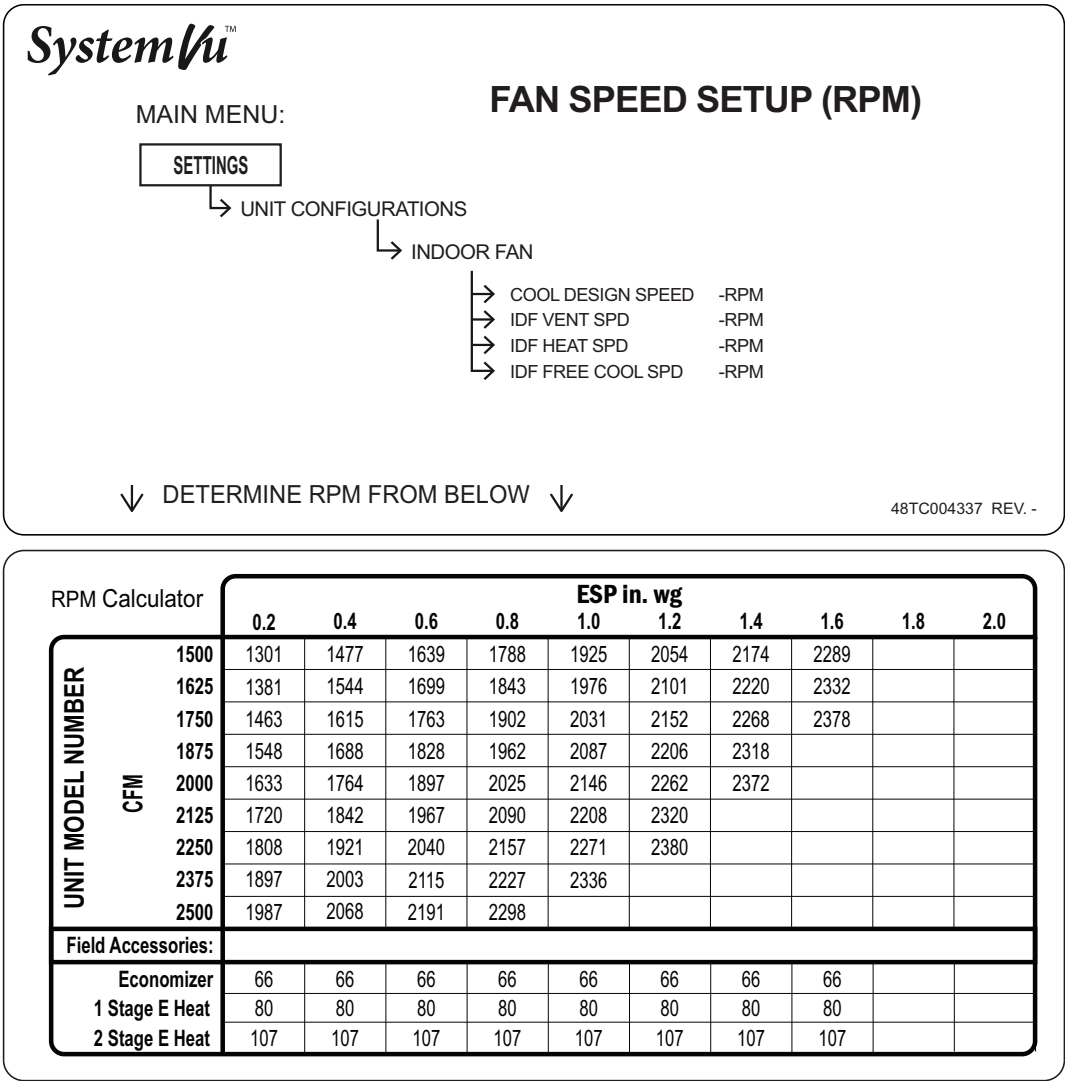 SystemVu™
FAN SPEED SETUP (RPM)
MAIN MENU:
SETTINGS
UNIT CONFIGURATIONS
INDOOR FAN
COOL DESIGN SPEED -RPM
IDF VENT SPD -RPM
IDF HEAT SPD -RPM
IDF FREE COOL SPD -RPM
DETERMINE RPM FROM BELOW
48TC004337 REV. -
RPM Calculator
ESP in. wg
0.2 0.4 0.6 0.8 1.0 1.2 1.4 1.6 1.8 2.0
UNIT MODEL NUMBER
CFM
1500 1301 1477 1639 1788 1925 2054 2174 2289
1625 1381 1544 1699 1843 1976 2101 2220 2332
1750 1463 1615 1763 1902 2031 2152 2268 2378
1875 1548 1688 1828 1962 2087 2206 2318
2000 1633 1764 1897 2025 2146 2262 2372
2125 1720 1842 1967 2090 2208 2320
2250 1808 1921 2040 2157 2271 2380
2375 1897 2003 2115 2227 2336
2500 1987 2068 2191 2298
Field Accessories:
Economizer 66 66 66 66 66 66 66 66
1 Stage E Heat 80 80 80 80 80 80 80 80
2 Stage E Heat 107 107 107 107 107 107 107 107